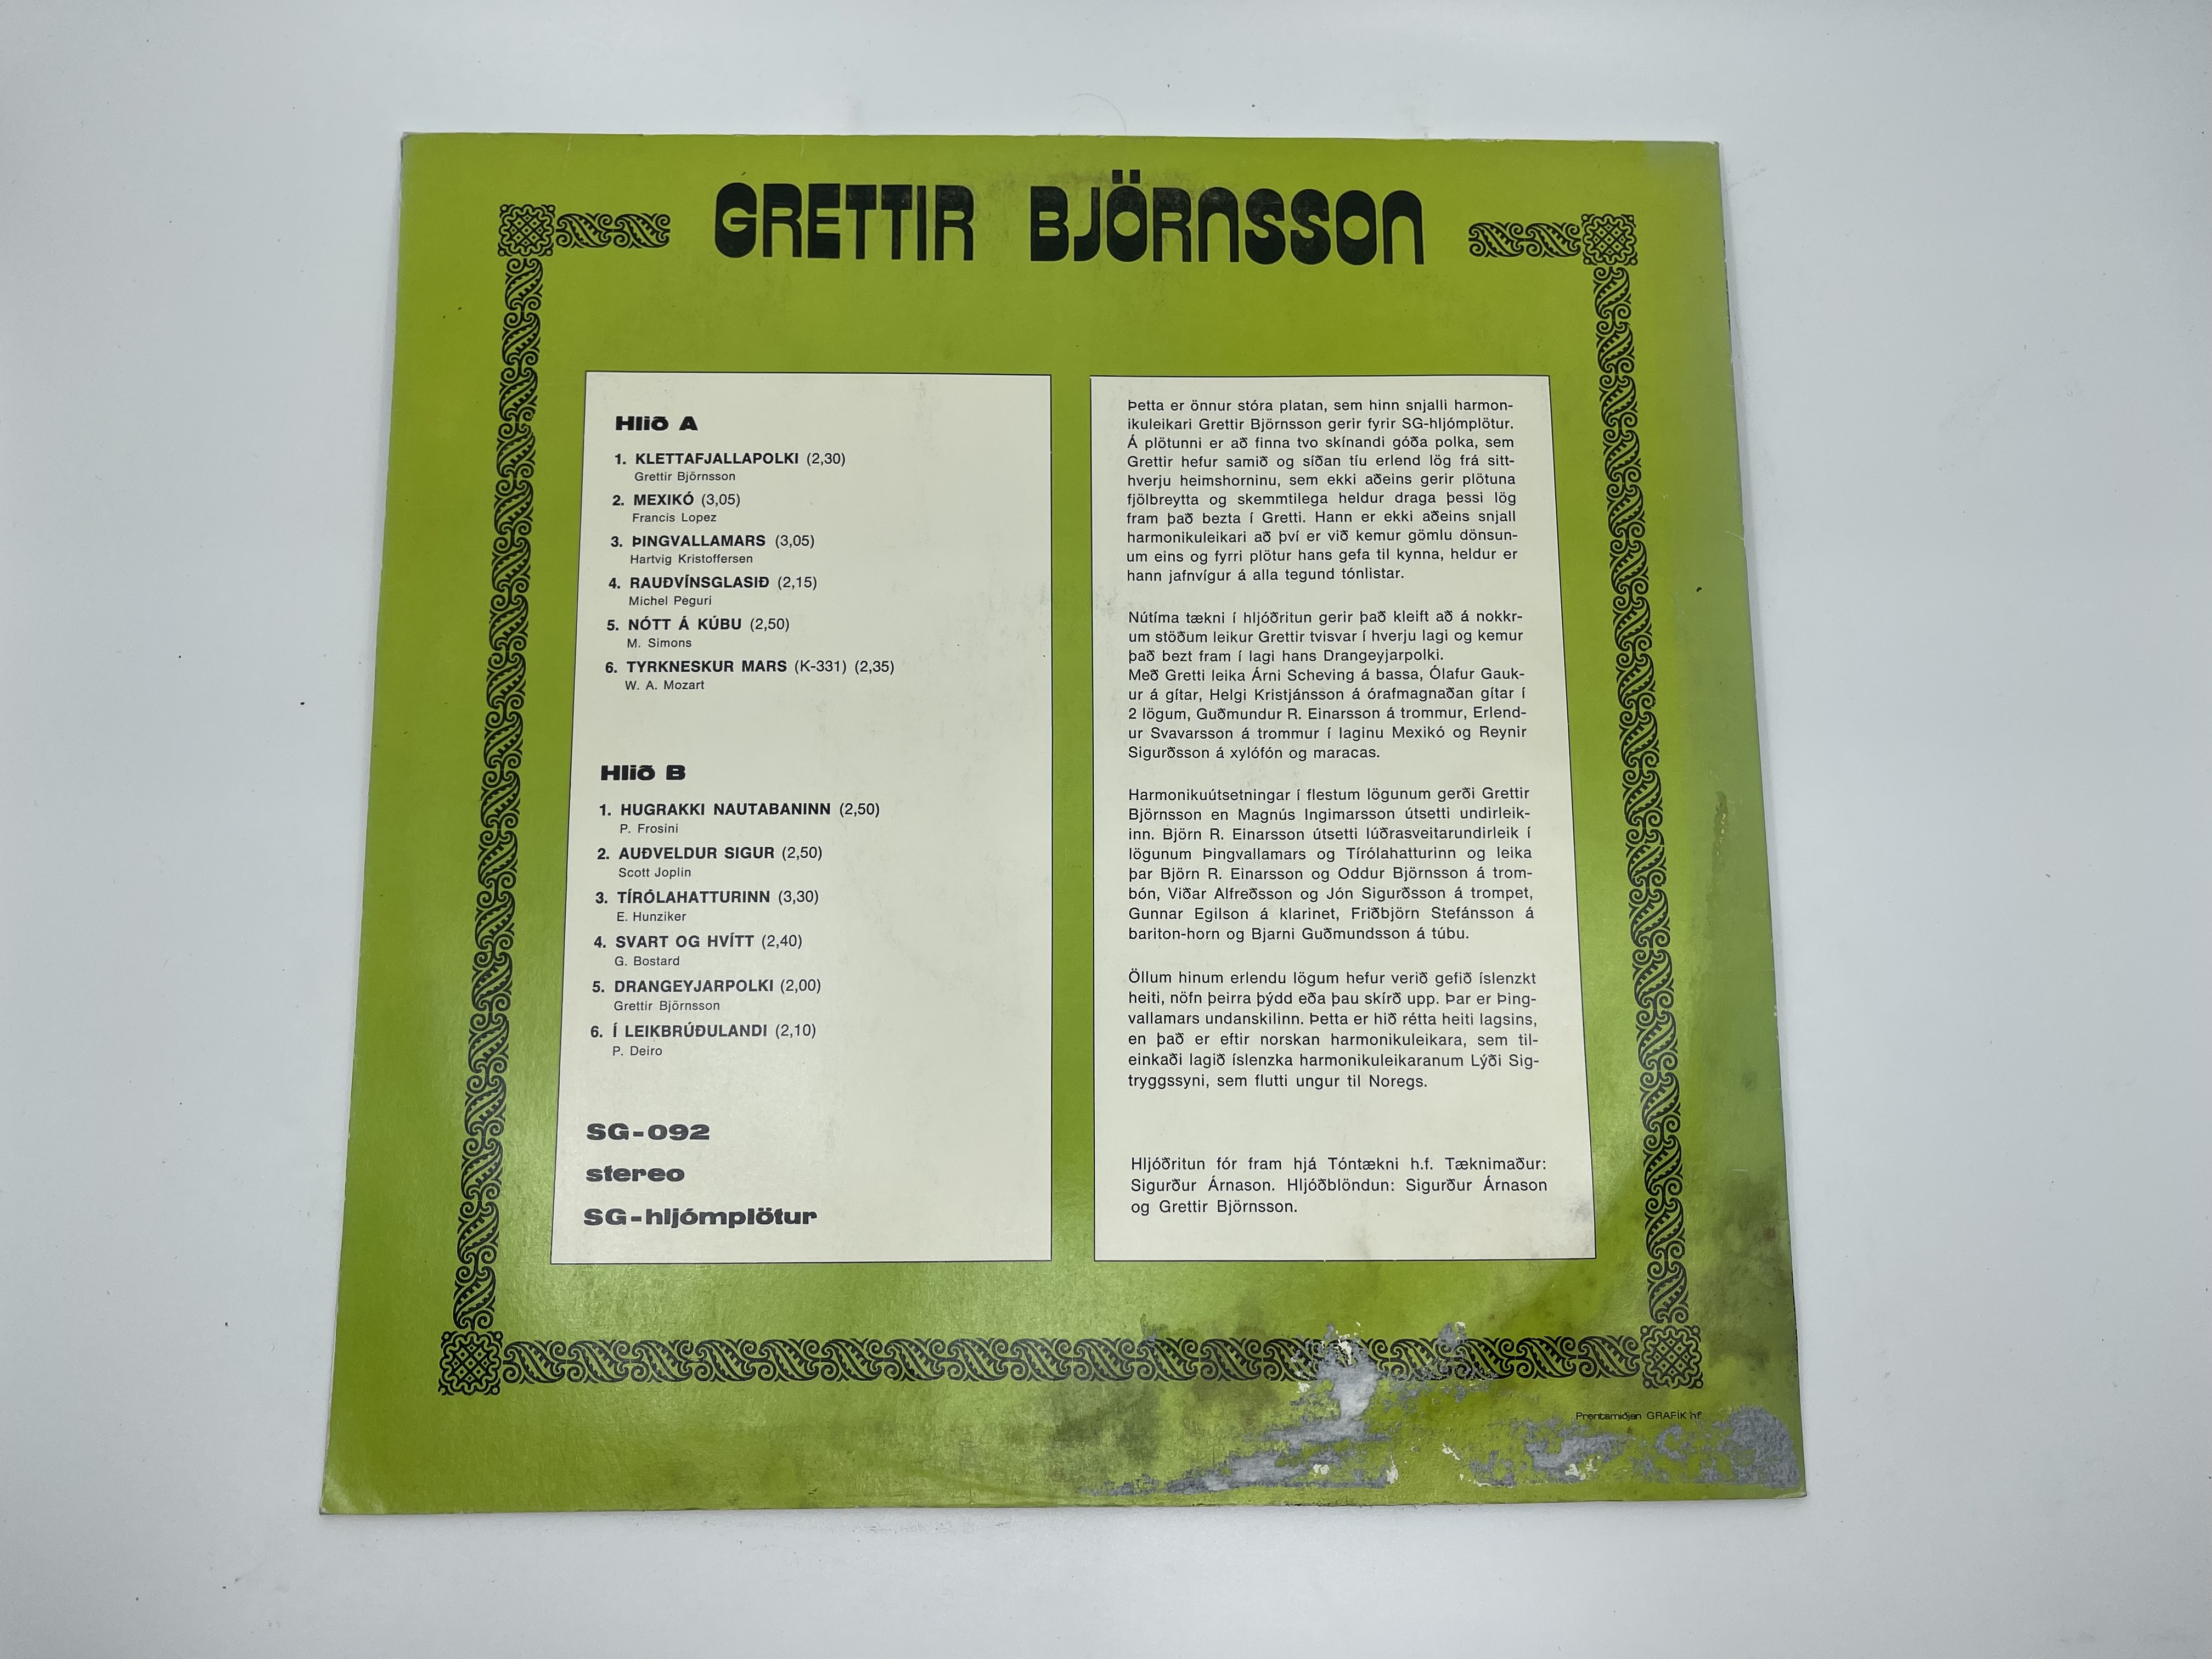 GRETTIR BJÖRNSSON
Hlið A
1. KLETTAFJALLAPOLKI (2,30)
Grettir Björnsson
2. MEXIKÓ (3,05)
Francis Lopez
3. ÞINGVALLAMARS (3,05)
Hartvig Kristoffersen
4. RAUÐVÍNSGLASIÐ (2,15)
Michel Peguri
5. NÓTT Á KÚBU (2,50)
M. Simons
6. TYRKNESKUR MARS (K-331) (2,35)
W. A. Mozart
Hlið B
1. HUGRAKKI NAUTABANINN (2,50)
P. Frosini
2. AUÐVELDUR SIGUR (2,50)
Scott Joplin
3. TÍRÓLAHATTURINN (3,30)
E. Hunziker
4. SVART OG HVÍTT (2,40)
G. Bostard
5. DRANGEYJARPOLKI (2,00)
Grettir Björnsson
6. Í LEIKBRÚÐULANDI (2,10)
P. Deiro
SG-092
stereo
SG-hljómplötur
Þetta er önnur stóra platan, sem hinn snjalli harmon-
ikuleikari Grettir Björnsson gerir fyrir SG-hljómplötur.
Á plötunni er að finna tvo skínandi góða polka, sem
Grettir hefur samið og síðan tíu erlend lög frá sitt-
hverju heimshorninu, sem ekki aðeins gerir plötuna
fjölbreytta og skemmtilega heldur draga þessi lög
fram það bezta í Gretti. Hann er ekki aðeins snjall
harmonikuleikari að því er við kemur gömlu dönsun-
um eins og fyrri plötur hans gefa til kynna, heldur er
hann jafnvígur á alla tegund tónlistar.
Nútíma tækni í hljóðritun gerir það kleift að á nokkr-
um stöðum leikur Grettir tvisvar í hverju lagi og kemur
það bezt fram í lagi hans Drangeyjarpolki.
Með Gretti leika Árni Scheving á bassa, Ólafur Gauk-
ur á gítar, Helgi Kristjánsson á órafmagnaðan gítar í
2 lögum, Guðmundur R. Einarsson á trommur, Erlend-
ur Svavarsson á trommur í laginu Mexikó og Reynir
Sigurðsson á xylófón og maracas.
Harmonikuútsetningar í flestum lögunum gerði Grettir
Björnsson en Magnús Ingimarsson útsetti undirleik-
inn. Björn R. Einarsson útsetti lúðrasveitarundirleik í
lögunum Þingvallamars og Tírólahatturinn og leika
þar Björn R. Einarsson og Oddur Björnsson á trom-
bón, Viðar Alfreðsson og Jón Sigurðsson á trompet,
Gunnar Egilson á klarinet, Friðbjörn Stefánsson á
bariton-horn og Bjarni Guðmundsson á túbu.
Öllum hinum erlendu lögum hefur verið gefið íslenzkt
heiti, nöfn þeirra þýdd eða þau skírð upp. Þar er Þing-
vallamars undanskilinn. Þetta er hið rétta heiti lagsins,
en það er eftir norskan harmonikuleikara, sem til-
einkaði lagið íslenzka harmonikuleikaranum Lýði Sig-
tryggssyni, sem flutti ungur til Noregs.
Hljóðritun fór fram hjá Tóntækni h.f. Tæknimaður:
Sigurður Árnason. Hljóðblöndun: Sigurður Árnason
og Grettir Björnsson.
Prentsmiðjan GRAFÍK hf